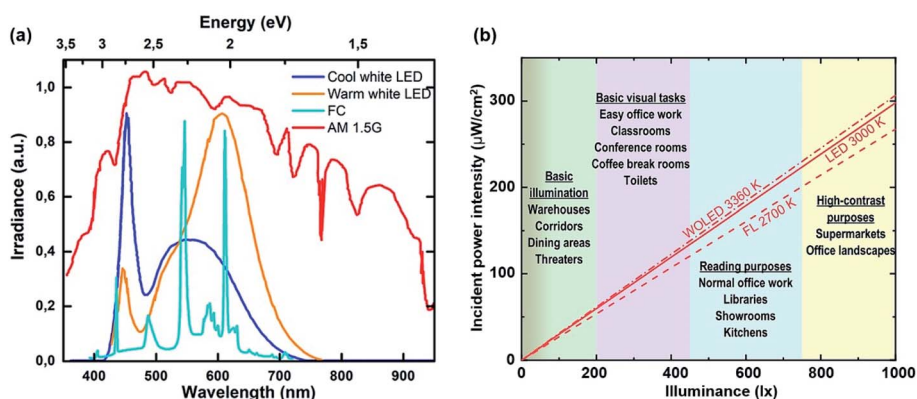 (a)
Energy (eV)
3,5 3 2,5 2 1,5
1,0
0,8
0,6
0,4
0,2
0,0
Irradiance (a.u.)
Cool white LED
Warm white LED
FC
AM 1.5G
400 500 600 700 800 900
Wavelength (nm)
(b)
Incident power intensity (µW/cm²)
300
200
100
0
Basic
illumination
Warehouses
Corridors
Dining areas
Threaters
Basic visual tasks
Easy office work
Classrooms
Conference rooms
Coffee break rooms
Toilets
WOLED 3360 K
LED 3000 K
FL 2700 K
Reading purposes
Normal office work
Libraries
Showrooms
Kitchens
High-contrast
purposes
Supermarkets
Office landscapes
0 200 400 600 800 1000
Illuminance (lx)